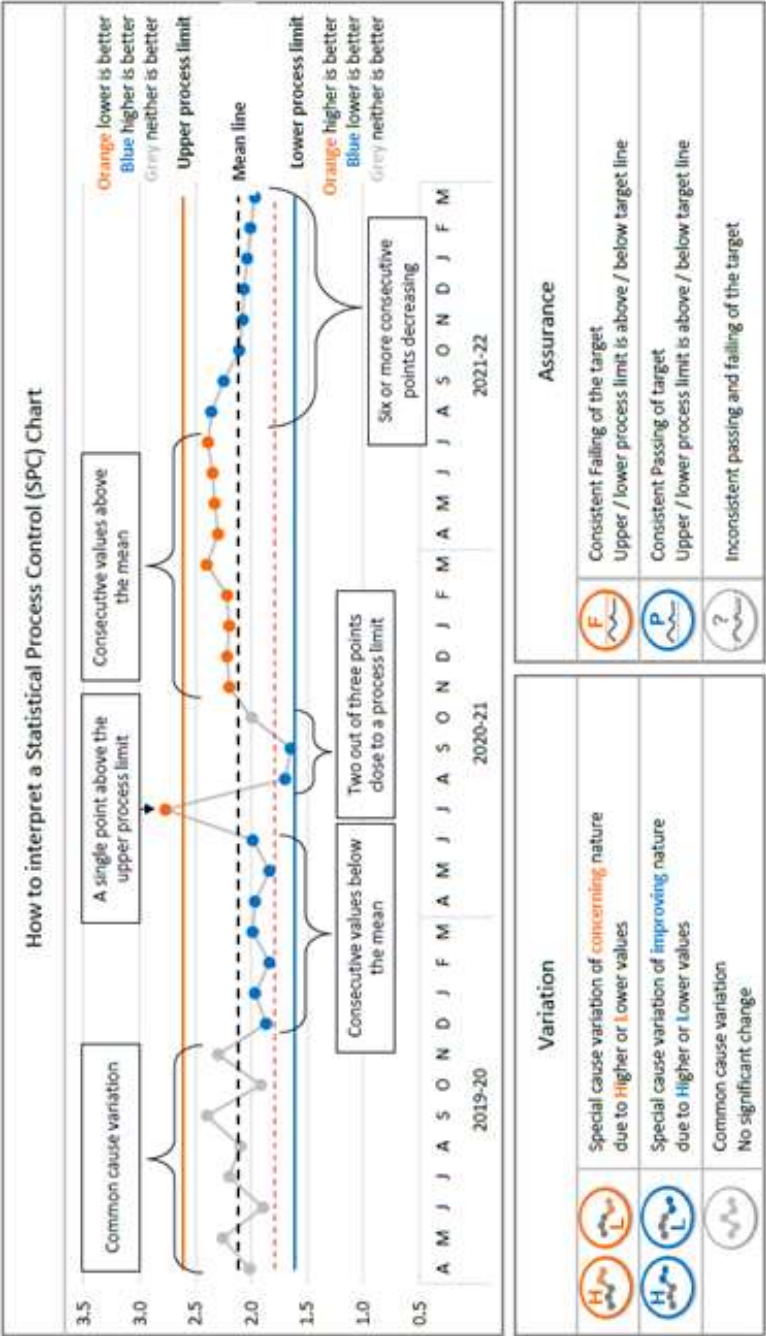 How to interpret a Statistical Process Control (SPC) Chart
Common cause variation
A single point above the
upper process limit
Consecutive values above
the mean
Orange lower is better
Blue higher is better
Grey neither is better
Upper process limit
Mean line
Lower process limit
Orange higher is better
Blue lower is better
Grey neither is better
3.5
3.0
2.5
2.0
1.5
1.0
0.5
Consecutive values below
the mean
Two out of three points
close to a process limit
Six or more consecutive
points decreasing
A M J J A S O N D J F M A M J J A S O N D J F M A M J J A S O N D J F M
2019-20
2020-21
2021-22
Variation
H L
Special cause variation of concerning nature
due to Higher or Lower values
H L
Special cause variation of improving nature
due to Higher or Lower values
Common cause variation
No significant change
Assurance
F
Consistent Failing of the target
Upper / lower process limit is above / below target line
P
Consistent Passing of target
Upper / lower process limit is above / below target line
?
Inconsistent passing and failing of the target